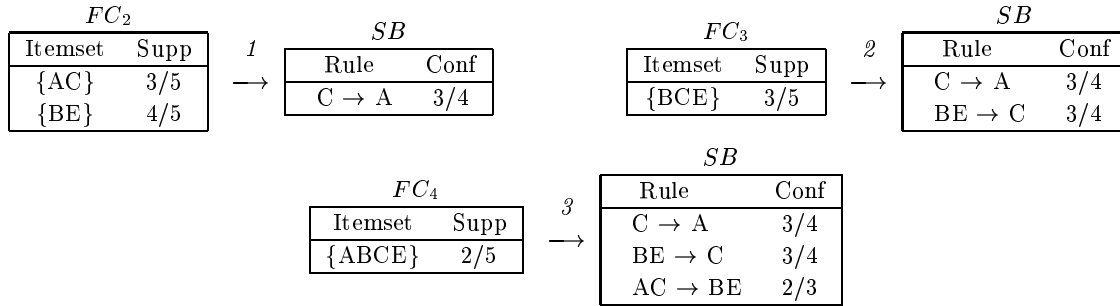 FC2
Itemset Supp
{AC} 3/5
{BE} 4/5
1
→
SB
Rule Conf
C → A 3/4
FC3
Itemset Supp
{BCE} 3/5
2
→
SB
Rule Conf
C → A 3/4
BE → C 3/4
FC4
Itemset Supp
{ABCE} 2/5
3
→
SB
Rule Conf
C → A 3/4
BE → C 3/4
AC → BE 2/3